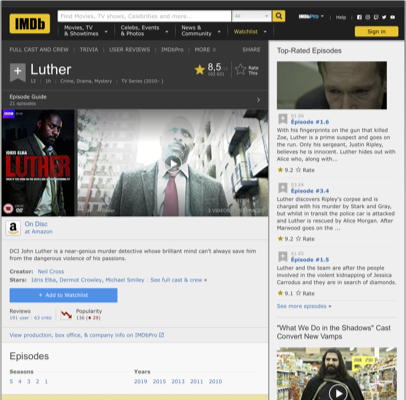 IMDb
Find Movies, TV shows, Celebrities and more...
All
IMDbPro
Help
Movies, TV
& Showtimes
Celebs, Events
& Photos
News &
Community
Watchlist
Sign in
FULL CAST AND CREW | TRIVIA | USER REVIEWS | IMDbPro | MORE
SHARE
Luther
8,5
Rate
This
Crime, Drama, Mystery | TV Series (2010– )
Episode Guide
21 episodes
BBC
IDRIS ELBA
LUTHER
DVD
On Disc
at Amazon
DCI John Luther is a near-genius murder detective whose brilliant mind can't always save him
from the dangerous violence of his passions.
Creator: Neil Cross
Stars: Idris Elba, Dermot Crowley, Michael Smiley | See full cast & crew »
+ Add to Watchlist
Reviews
191 user | 63 critic
Popularity
View production, box office, & company info on IMDbPro
Episodes
Seasons
5 4 3 2 1
Years
2019 2015 2013 2011 2010
Top-Rated Episodes
Episode #1.6
With his fingerprints on the gun that killed
Zoe, Luther is a prime suspect and goes on
the run. Only his sergeant, Justin Ripley,
believes he is innocent. Luther hides out with
Alice who, along with...
9.2 Rate
Episode #3.4
Luther discovers Ripley's corpse and is
charged with his murder by Stark and Gray,
but whilst in transit the police car is attacked
and Luther is rescued by Alice Morgan. After
Marwood goes on the ...
9.2 Rate
Episode #1.5
Luther and the team are after the people
involved in the violent kidnapping of Jessica
Carrodus and they are in search of diamonds.
9.1 Rate
See more episodes »
"What We Do in the Shadows" Cast
Convert New Vamps